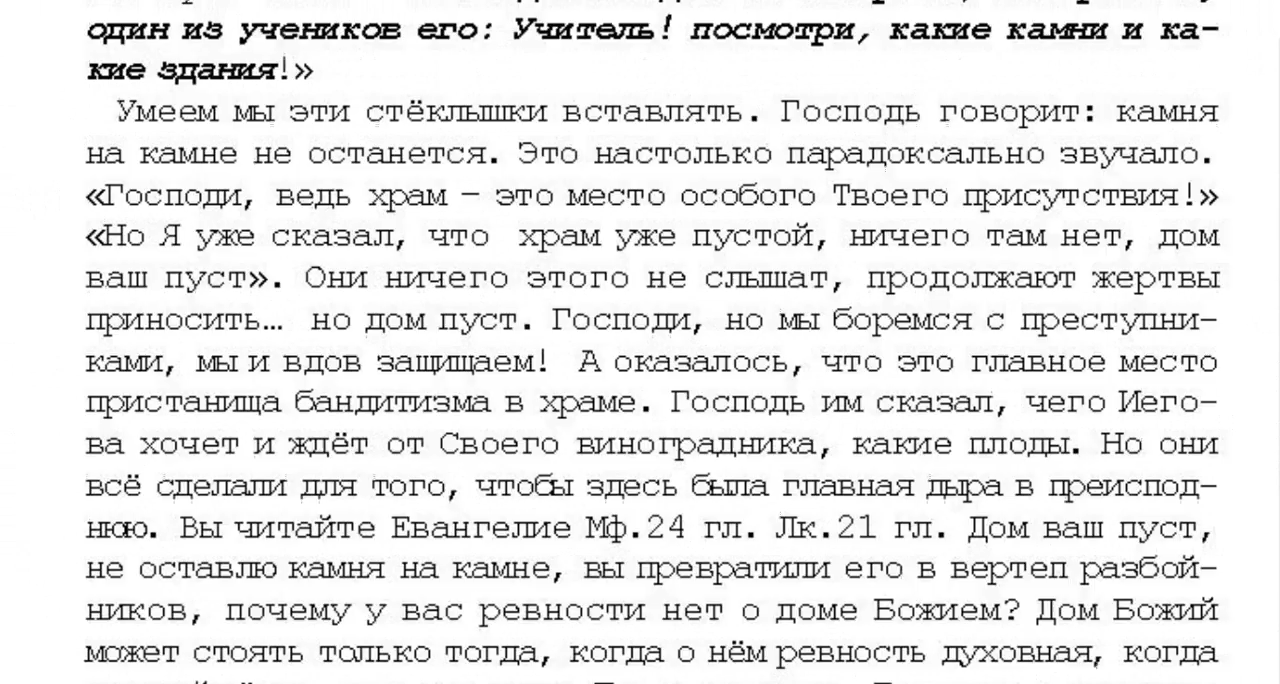 один из учеников его: Учитель! посмотри, какие камни и ка-
кие здания!»
Умеем мы эти стёклышки вставлять. Господь говорит: камня
на камне не останется. Это настолько парадоксально звучало.
«Господи, ведь храм – это место особого Твоего присутствия!»
«Но Я уже сказал, что храм уже пустой, ничего там нет, дом
ваш пуст». Они ничего этого не слышат, продолжают жертвы
приносить… но дом пуст. Господи, но мы боремся с преступни-
ками, мы и вдов защищаем! А оказалось, что это главное место
пристанища бандитизма в храме. Господь им сказал, чего Иего-
ва хочет и ждёт от Своего виноградника, какие плоды. Но они
всё сделали для того, чтобы здесь была главная дыра в преиспод-
нюю. Вы читайте Евангелие Мф.24 гл. Лк.21 гл. Дом ваш пуст,
не оставлю камня на камне, вы превратили его в вертеп разбой-
ников, почему у вас ревности нет о доме Божием? Дом Божий
может стоять только тогда, когда о нём ревность духовная, когда